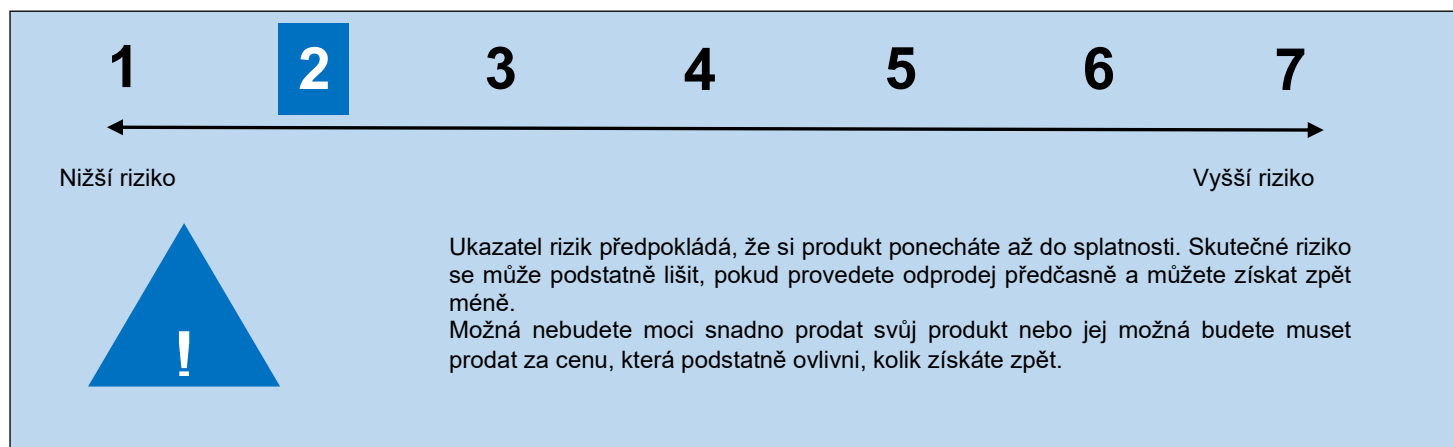 1 2 3 4 5 6 7
Nižší riziko Vyšší riziko
Ukazatel rizik předpokládá, že si produkt ponecháte až do splatnosti. Skutečné riziko
se může podstatně lišit, pokud provedete odprodej předčasně a můžete získat zpět
méně.
Možná nebudete moci snadno prodat svůj produkt nebo jej možná budete muset
prodat za cenu, která podstatně ovlivni, kolik získáte zpět.
!